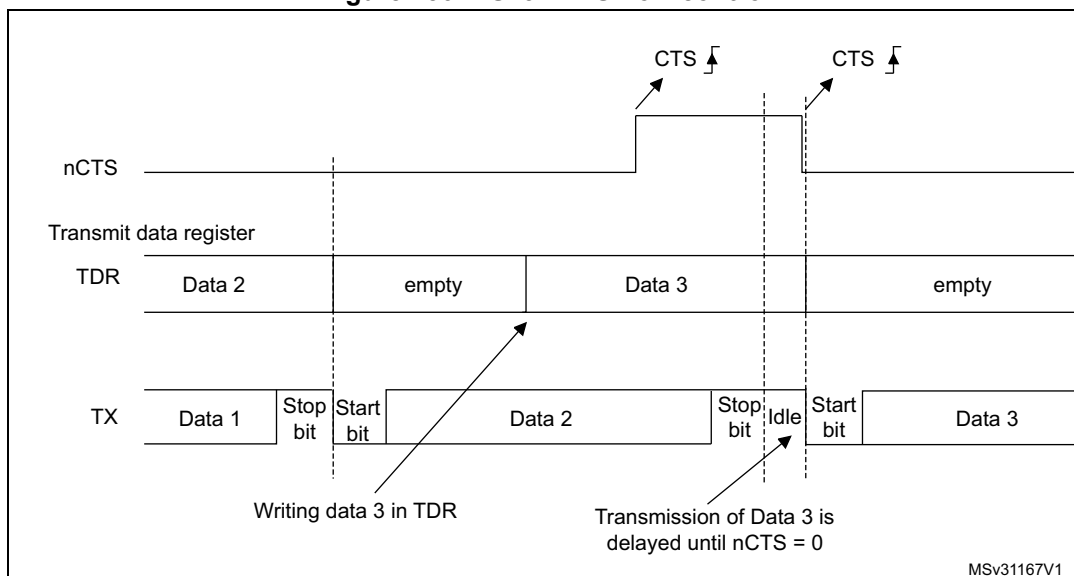 CTS CTS
nCTS
Transmit data register
TDR Data 2 empty Data 3 empty
TX Data 1 Stop bit Start bit Data 2 Stop bit Idle Start bit Data 3
Writing data 3 in TDR
Transmission of Data 3 is
delayed until nCTS = 0
MSv31167V1